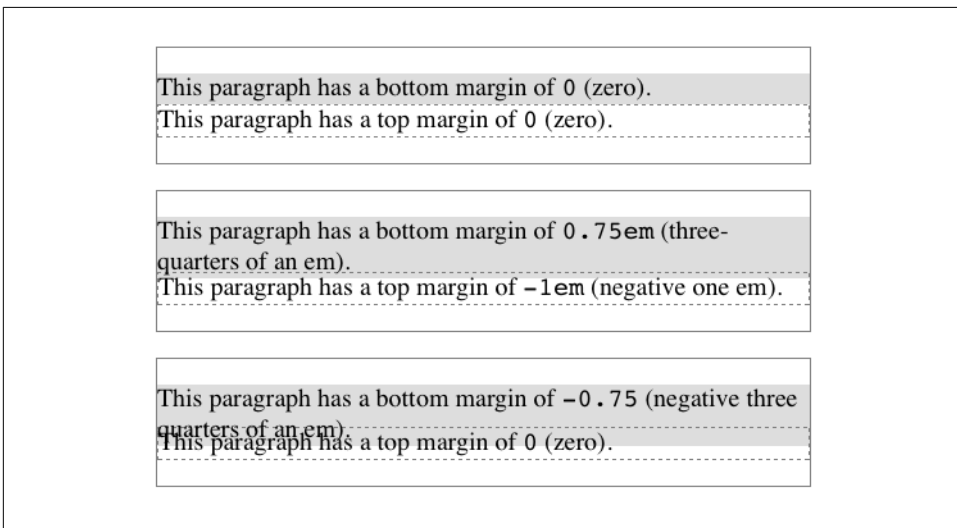 This paragraph has a bottom margin of 0 (zero).
This paragraph has a top margin of 0 (zero).
This paragraph has a bottom margin of 0.75em (three-
quarters of an em).
This paragraph has a top margin of -1em (negative one em).
This paragraph has a bottom margin of -0.75 (negative three
quarters of an em).
This paragraph has a top margin of 0 (zero).